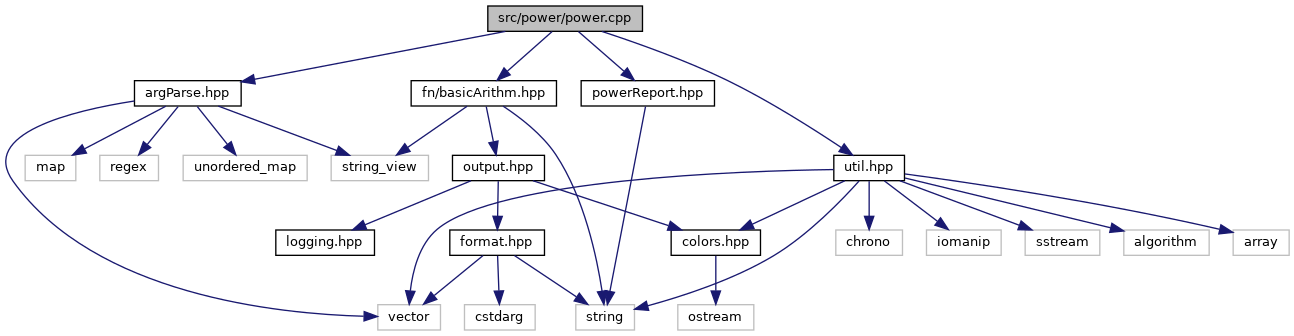 src/power/power.cpp
argParse.hpp
fn/basicArithm.hpp
powerReport.hpp
map
regex
unordered_map
string_view
output.hpp
util.hpp
logging.hpp
format.hpp
colors.hpp
chrono
iomanip
sstream
algorithm
array
vector
cstdarg
string
ostream